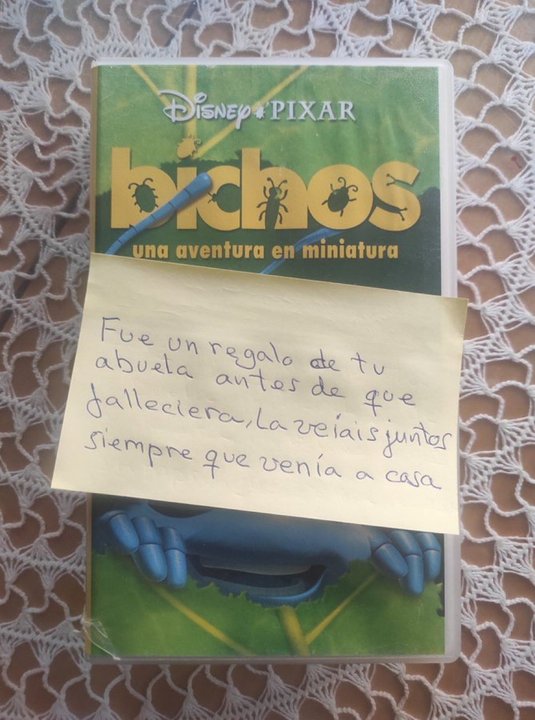 Disney PIXAR
bichos
una aventura en miniatura
Fue un regalo de tu
abuela antes de que
falleciera, La veíais juntos
siempre que venía a casa